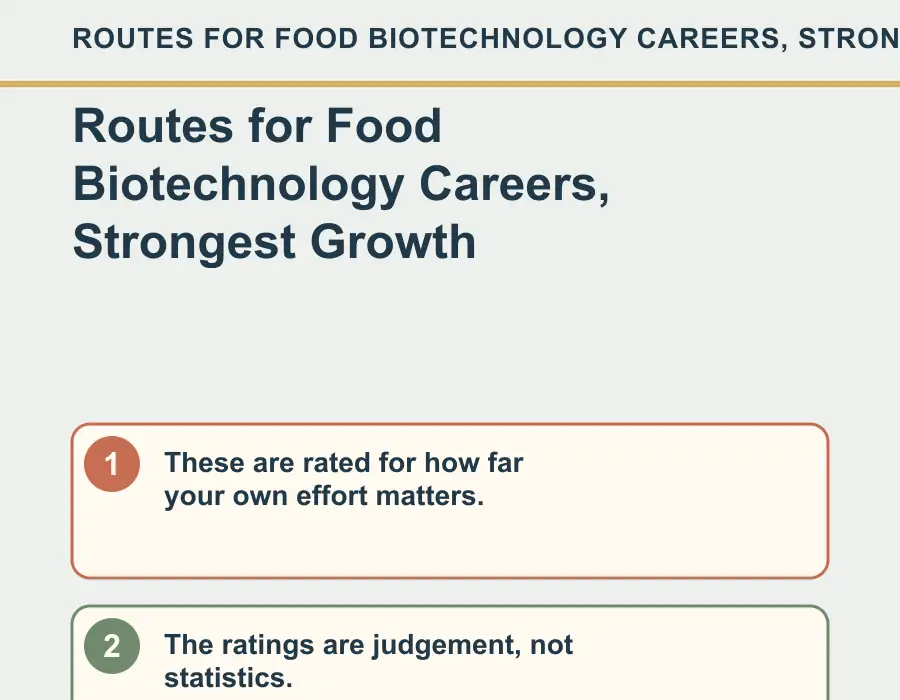 ROUTES FOR FOOD BIOTECHNOLOGY CAREERS,
Routes for Food
Biotechnology Careers,
Strongest Growth
1
These are rated for how far
your own effort matters.
2
The ratings are judgement, not
statistics.